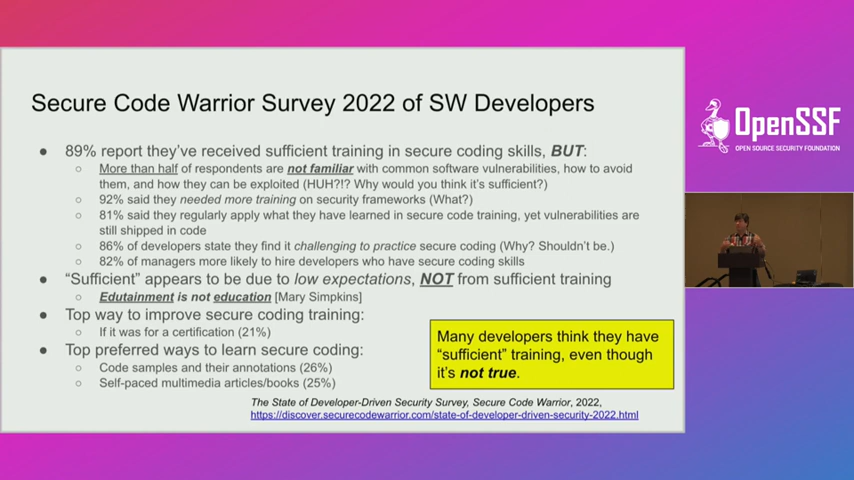 Secure Code Warrior Survey 2022 of SW Developers
● 89% report they've received sufficient training in secure coding skills, BUT:
○ More than half of respondents are not familiar with common software vulnerabilities, how to avoid
them, and how they can be exploited (HUH?!? Why would you think it's sufficient?)
○ 92% said they needed more training on security frameworks (What?)
○ 81% said they regularly apply what they have learned in secure code training, yet vulnerabilities are
still shipped in code
○ 86% of developers state they find it challenging to practice secure coding (Why? Shouldn't be.)
○ 82% of managers more likely to hire developers who have secure coding skills
● “Sufficient” appears to be due to low expectations, NOT from sufficient training
○ Edutainment is not education [Mary Simpkins]
● Top way to improve secure coding training:
○ If it was for a certification (21%)
● Top preferred ways to learn secure coding:
○ Code samples and their annotations (26%)
○ Self-paced multimedia articles/books (25%)
Many developers think they have
“sufficient” training, even though
it's not true.
The State of Developer-Driven Security Survey, Secure Code Warrior, 2022,
https://discover.securecodewarrior.com/state-of-developer-driven-security-2022.html
OpenSSF
OPEN SOURCE SECURITY FOUNDATION